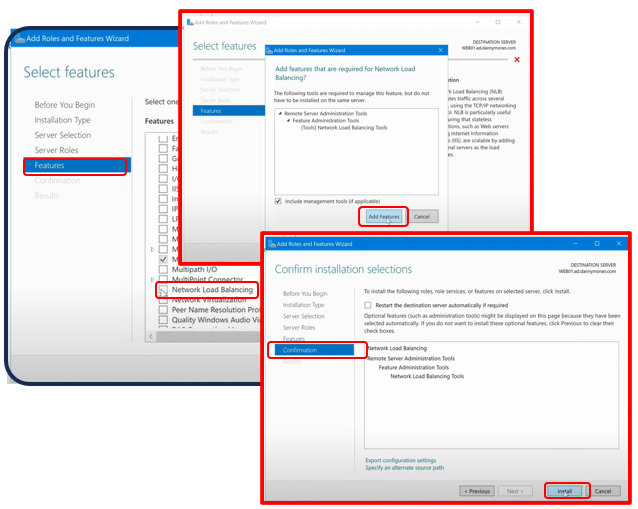 Add Roles and Features Wizard
Select features
Before You Begin
Installation Type
Server Selection
Server Roles
Features
Confirmation
Results
Select one
Features
Multipath I/O
MultiPoint Connector
Network Load Balancing
Network Virtualization
Peer Name Resolution Prot
Quality Windows Audio Vi
Add Roles and Features Wizard
Select features
DESTINATION SERVER
WEB01.ad.dannymoran.com
Before You Begin
Installation Type
Server Selection
Server Roles
Features
Confirmation
Results
Add Roles and Features Wizard
Add features that are required for Network Load
Balancing?
The following tools are required to manage this feature, but do not
have to be installed on the same server.
Remote Server Administration Tools
Feature Administration Tools
[Tools] Network Load Balancing Tools
Include management tools (if applicable)
Add Features
Cancel
k Load Balancing (NLB)
tes traffic across several
, using the TCP/IP networking
ol. NLB is particularly useful
uring that stateless
tions, such as Web servers
g Internet Information
s (IIS), are scalable by adding
nal servers as the load
es.
Add Roles and Features Wizard
Confirm installation selections
DESTINATION SERVER
WEB01.ad.dannymoran.com
Before You Begin
Installation Type
Server Selection
Server Roles
Features
Confirmation
To install the following roles, role services, or features on selected server, click Install.
Restart the destination server automatically if required
Optional features (such as administration tools) might be displayed on this page because they have been
selected automatically. If you do not want to install these optional features, click Previous to clear their
check boxes.
Network Load Balancing
Remote Server Administration Tools
Feature Administration Tools
Network Load Balancing Tools
Export configuration settings
Specify an alternate source path
< Previous
Next >
Install
Cancel